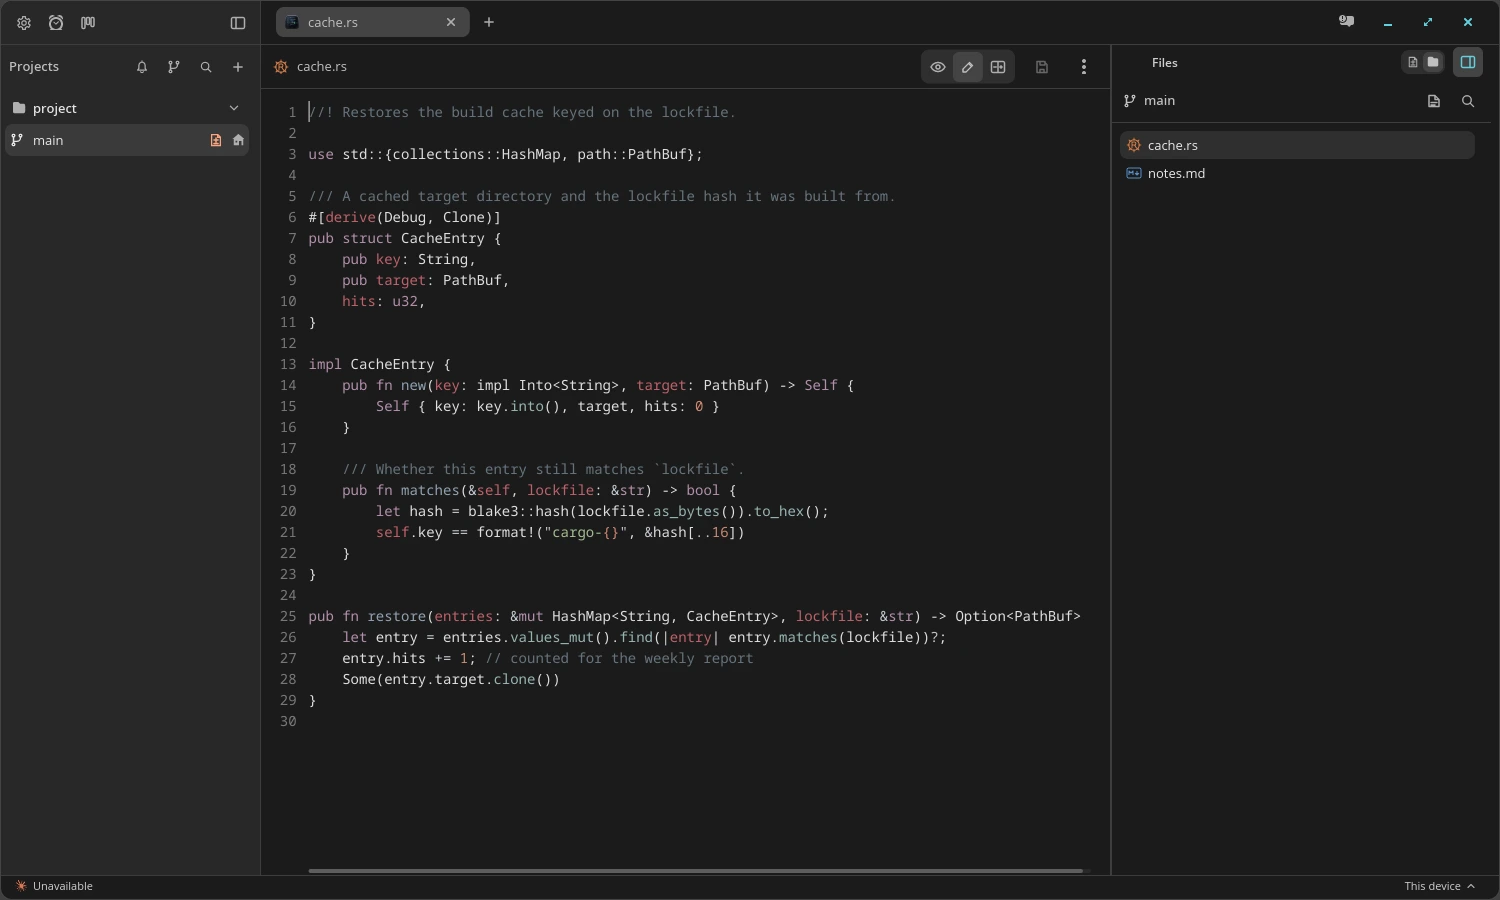 cache.rs
Projects
project
main
cache.rs
1 //! Restores the build cache keyed on the lockfile.
2
3 use std::{collections::HashMap, path::PathBuf};
4
5 /// A cached target directory and the lockfile hash it was built from.
6 #[derive(Debug, Clone)]
7 pub struct CacheEntry {
8     pub key: String,
9     pub target: PathBuf,
10     hits: u32,
11 }
12
13 impl CacheEntry {
14     pub fn new(key: impl Into<String>, target: PathBuf) -> Self {
15         Self { key: key.into(), target, hits: 0 }
16     }
17
18     /// Whether this entry still matches `lockfile`.
19     pub fn matches(&self, lockfile: &str) -> bool {
20         let hash = blake3::hash(lockfile.as_bytes()).to_hex();
21         self.key == format!("cargo-{}", &hash[..16])
22     }
23 }
24
25 pub fn restore(entries: &mut HashMap<String, CacheEntry>, lockfile: &str) -> Option<PathBuf>
26     let entry = entries.values_mut().find(|entry| entry.matches(lockfile))?;
27     entry.hits += 1; // counted for the weekly report
28     Some(entry.target.clone())
29 }
30
Files
main
cache.rs
notes.md
Unavailable
This device